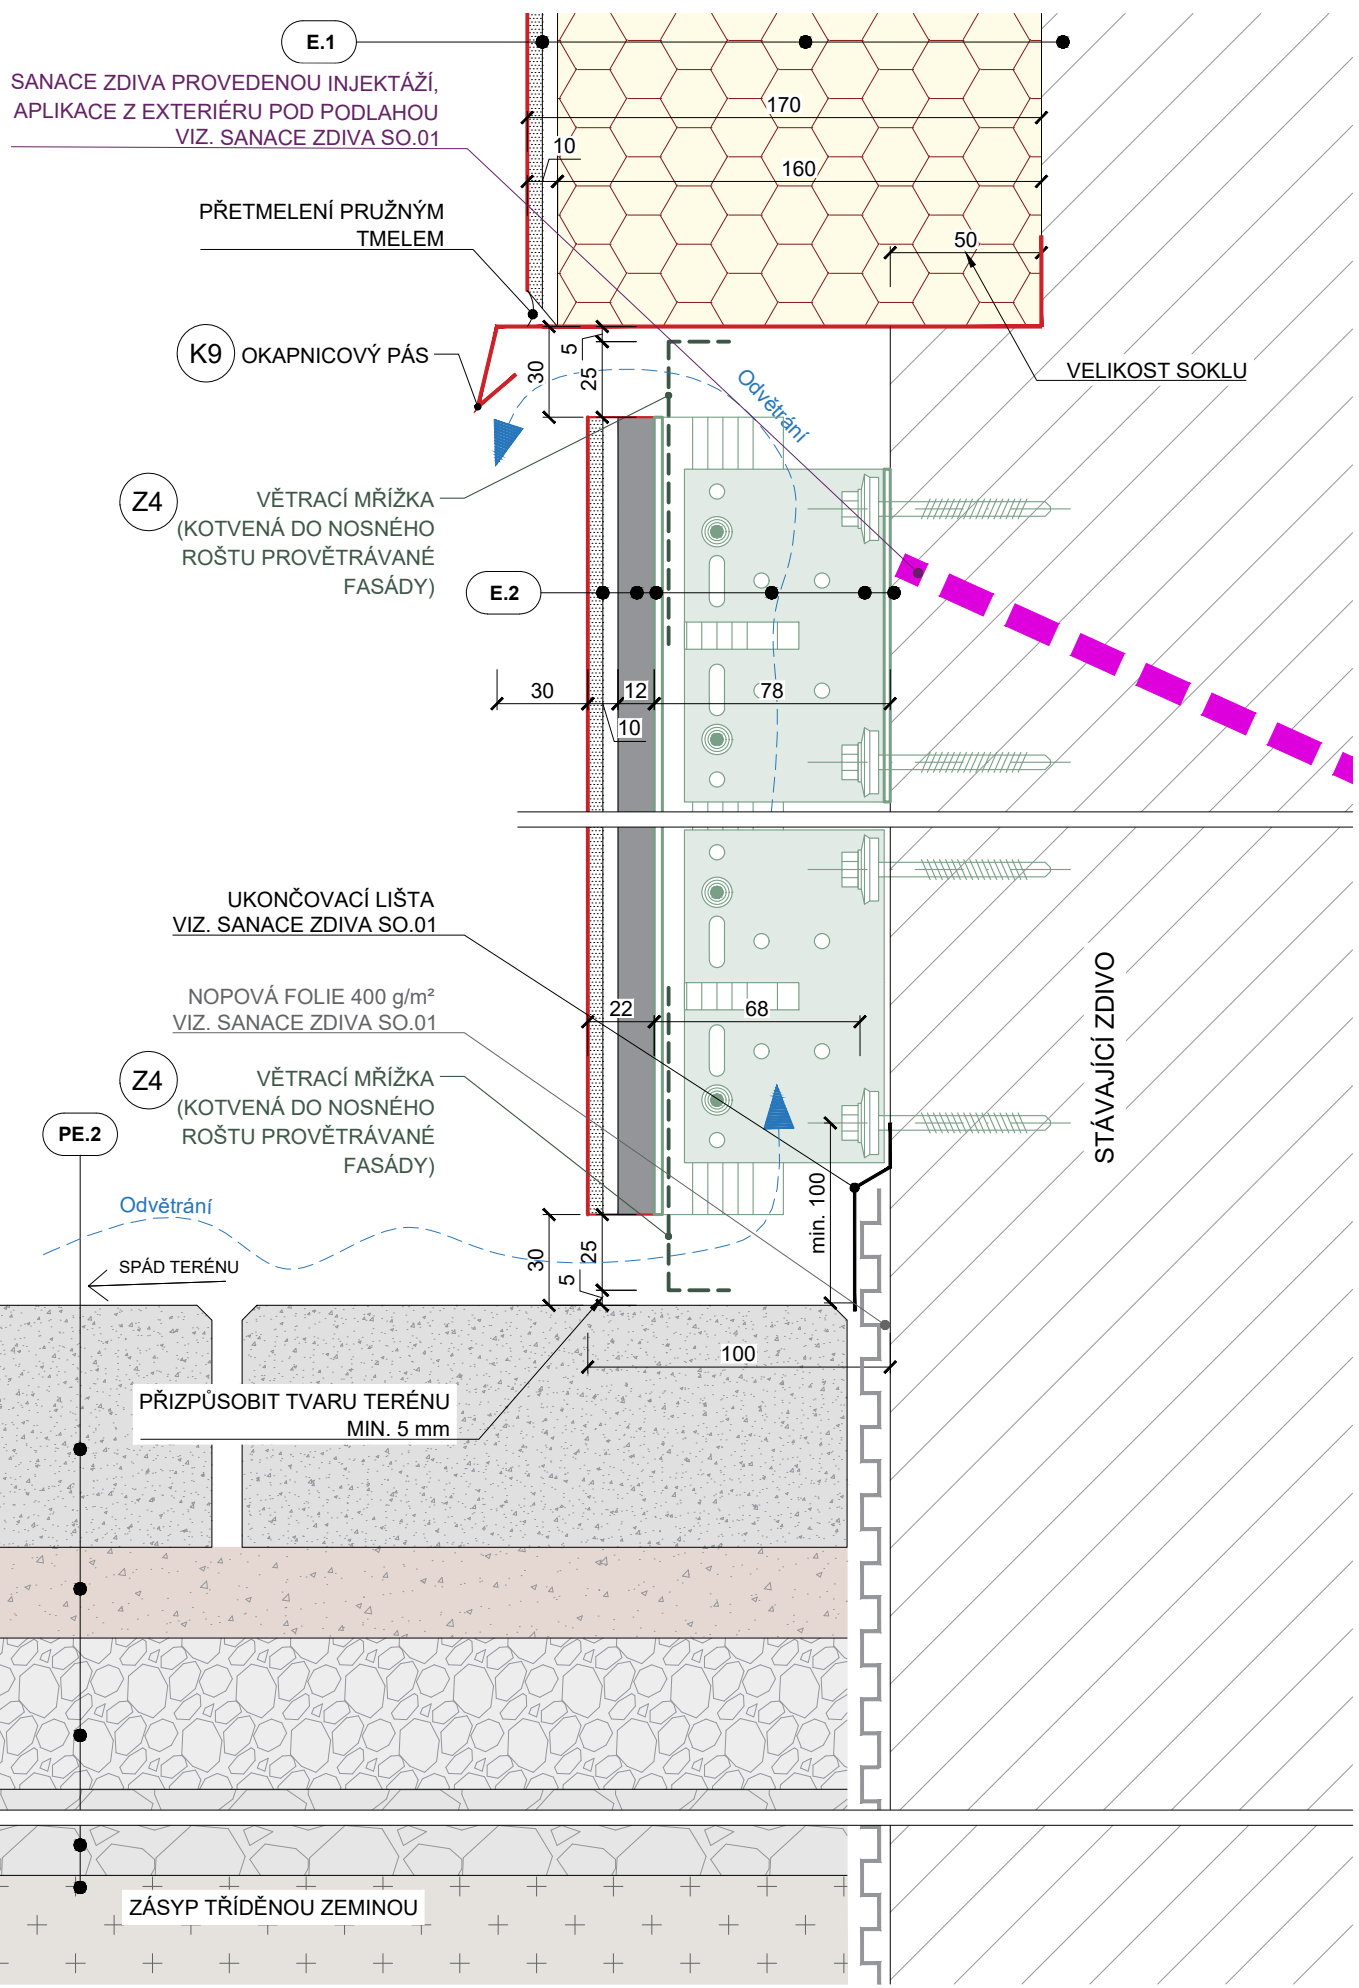 E.1
SANACE ZDIVA PROVEDENOU INJEKTÁŽÍ,
APLIKACE Z EXTERIÉRU POD PODLAHOU
VIZ. SANACE ZDIVA SO.01
170
10
160
PŘETMELENÍ PRUŽNÝM
TMELEM
50
K9
OKAPNICOVÝ PÁS
5
30
25
VELIKOST SOKLU
Odvětrání
Z4
VĚTRACÍ MŘÍŽKA
(KOTVENÁ DO NOSNÉHO
ROŠTU PROVĚTRÁVANÉ
FASÁDY)
E.2
30
12
78
10
UKONČOVACÍ LIŠTA
VIZ. SANACE ZDIVA SO.01
NOPOVÁ FOLIE 400 g/m²
VIZ. SANACE ZDIVA SO.01
22
68
STÁVAJÍCÍ ZDIVO
Z4
VĚTRACÍ MŘÍŽKA
(KOTVENÁ DO NOSNÉHO
ROŠTU PROVĚTRÁVANÉ
FASÁDY)
PE.2
min. 100
Odvětrání
SPÁD TERÉNU
30
25
5
100
PŘIZPŮSOBIT TVARU TERÉNU
MIN. 5 mm
ZÁSYP TŘÍDĚNOU ZEMINOU